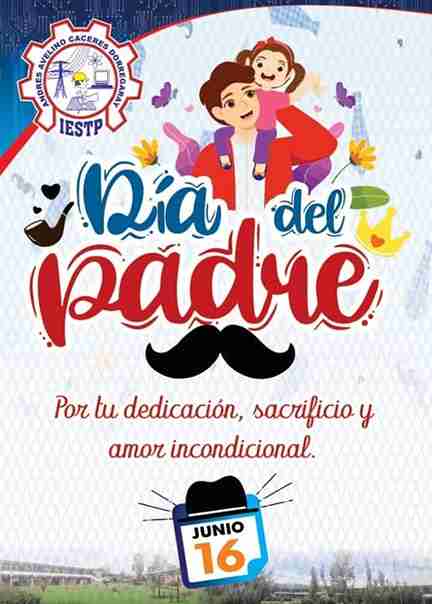 ANDRES AVELINO CACERES DORREGARAY
IESTP
Día del
padre
Por tu dedicación, sacrificio y
amor incondicional.
JUNIO
16